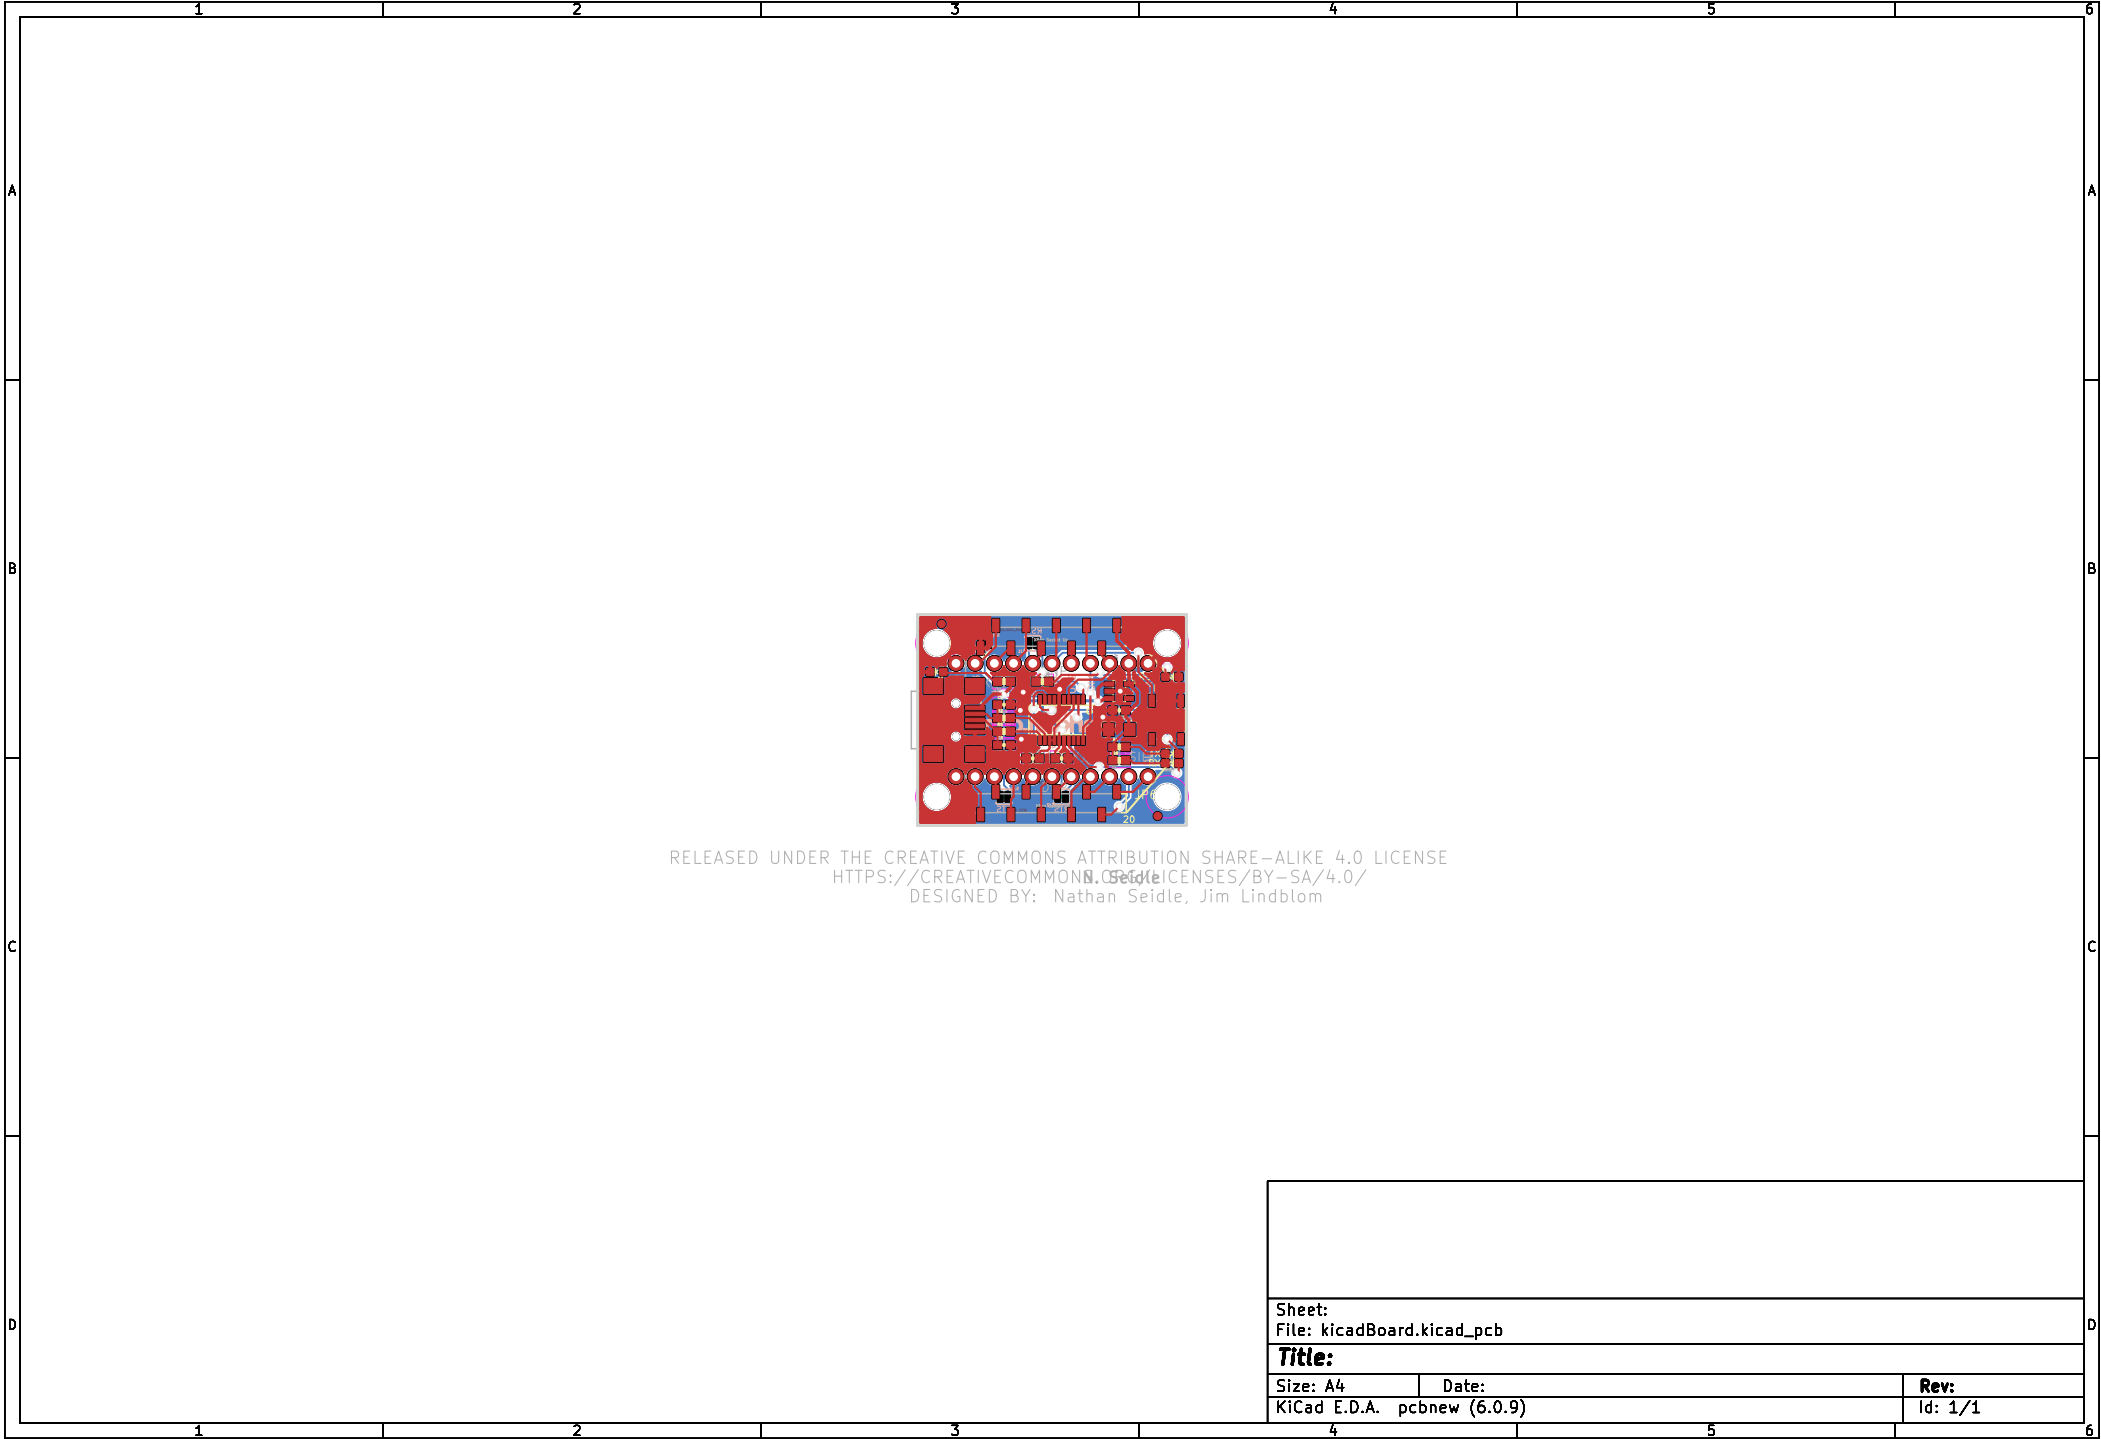 1 2 3 4 5 6
A A
B B
JP6
20
RELEASED UNDER THE CREATIVE COMMONS ATTRIBUTION SHARE-ALIKE 4.0 LICENSE
HTTPS://CREATIVECOMMONS.ORG/LICENSES/BY-SA/4.0/
N. Seidle
DESIGNED BY: Nathan Seidle, Jim Lindblom
C C
Sheet:
File: kicadBoard.kicad_pcb
D D
Title:
Size: A4 Date: Rev:
KiCad E.D.A. pcbnew (6.0.9) Id: 1/1
1 2 3 4 5 6